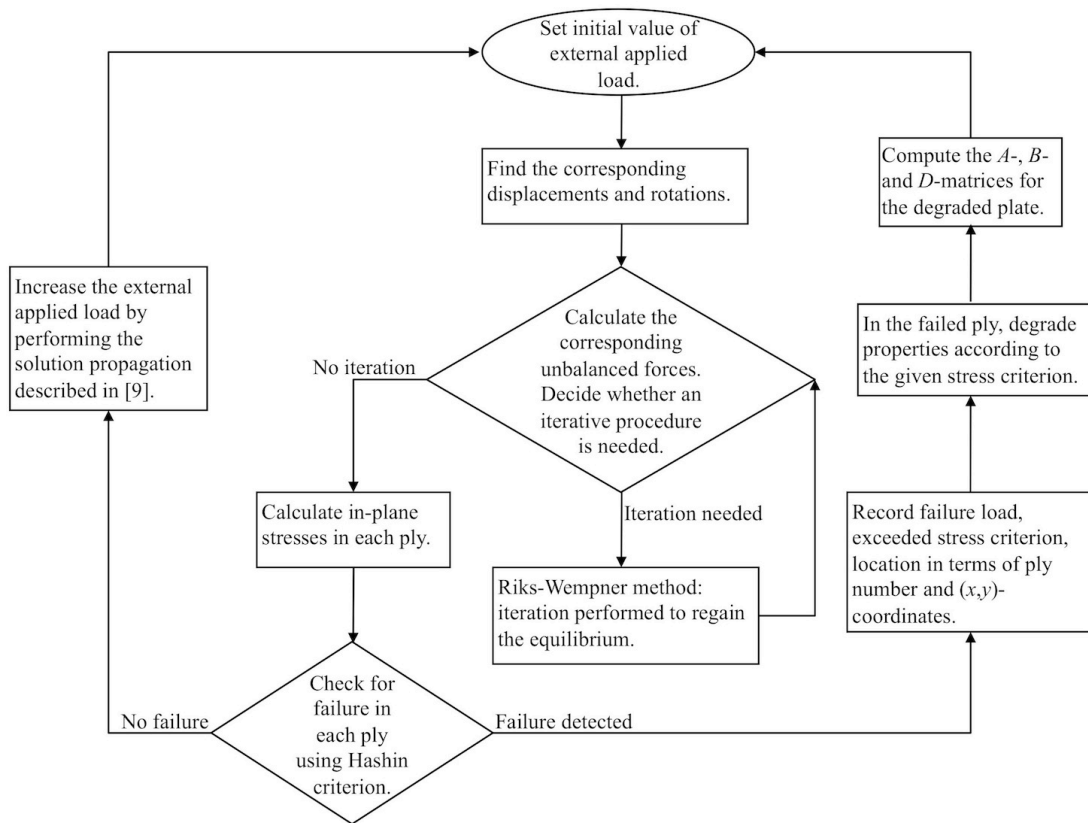 Set initial value of
external applied
load.
Find the corresponding
displacements and rotations.
Compute the A-, B-
and D-matrices for
the degraded plate.
Increase the external
applied load by
performing the
solution propagation
described in [9].
No iteration
Calculate the
corresponding
unbalanced forces.
Decide whether an
iterative procedure
is needed.
In the failed ply, degrade
properties according to
the given stress criterion.
Calculate in-plane
stresses in each ply.
Iteration needed
Riks-Wempner method:
iteration performed to regain
the equilibrium.
Record failure load,
exceeded stress criterion,
location in terms of ply
number and (x,y)-
coordinates.
No failure
Check for
failure in
each ply
using Hashin
criterion.
Failure detected